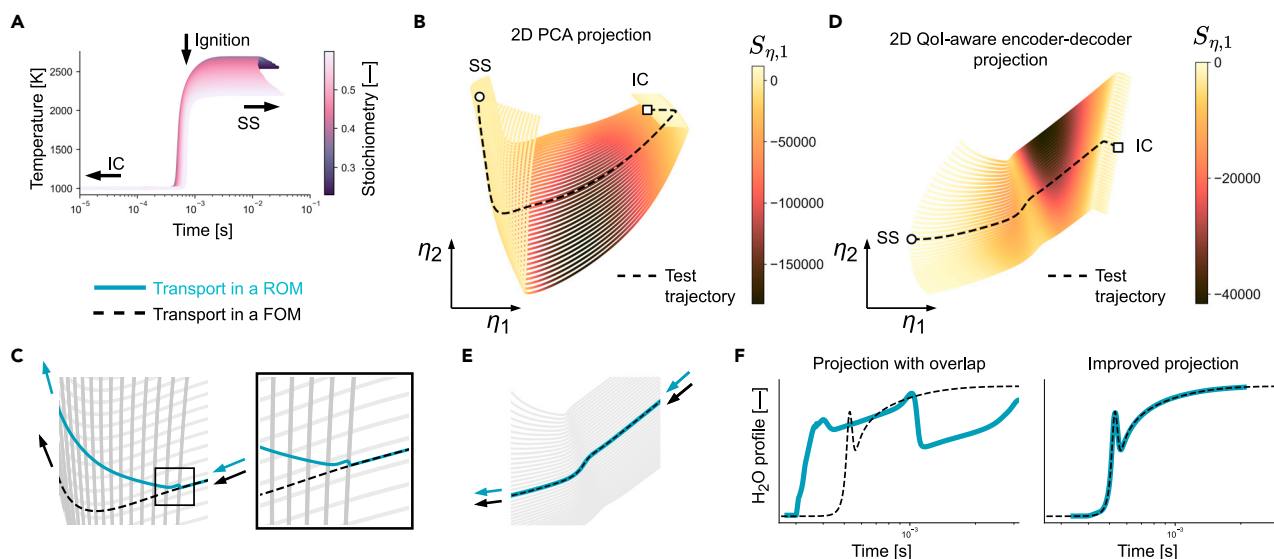 A
Ignition
Temperature [K]
2500
2000
1500
1000
IC
SS
10⁻⁵
10⁻⁴
10⁻³
10⁻²
10⁻¹
Time [s]
0.5
0.4
0.3
Stoichiometry [—]
B
2D PCA projection
SS
IC
η₂
η₁
Test
trajectory
Sη,₁
0
−50000
−100000
−150000
D
2D QoI-aware encoder-decoder
projection
IC
SS
η₂
η₁
Test
trajectory
Sη,₁
0
−20000
−40000
Transport in a ROM
Transport in a FOM
C
E
F
Projection with overlap
Improved projection
H₂O profile [—]
10⁻³
Time [s]
10⁻³
Time [s]